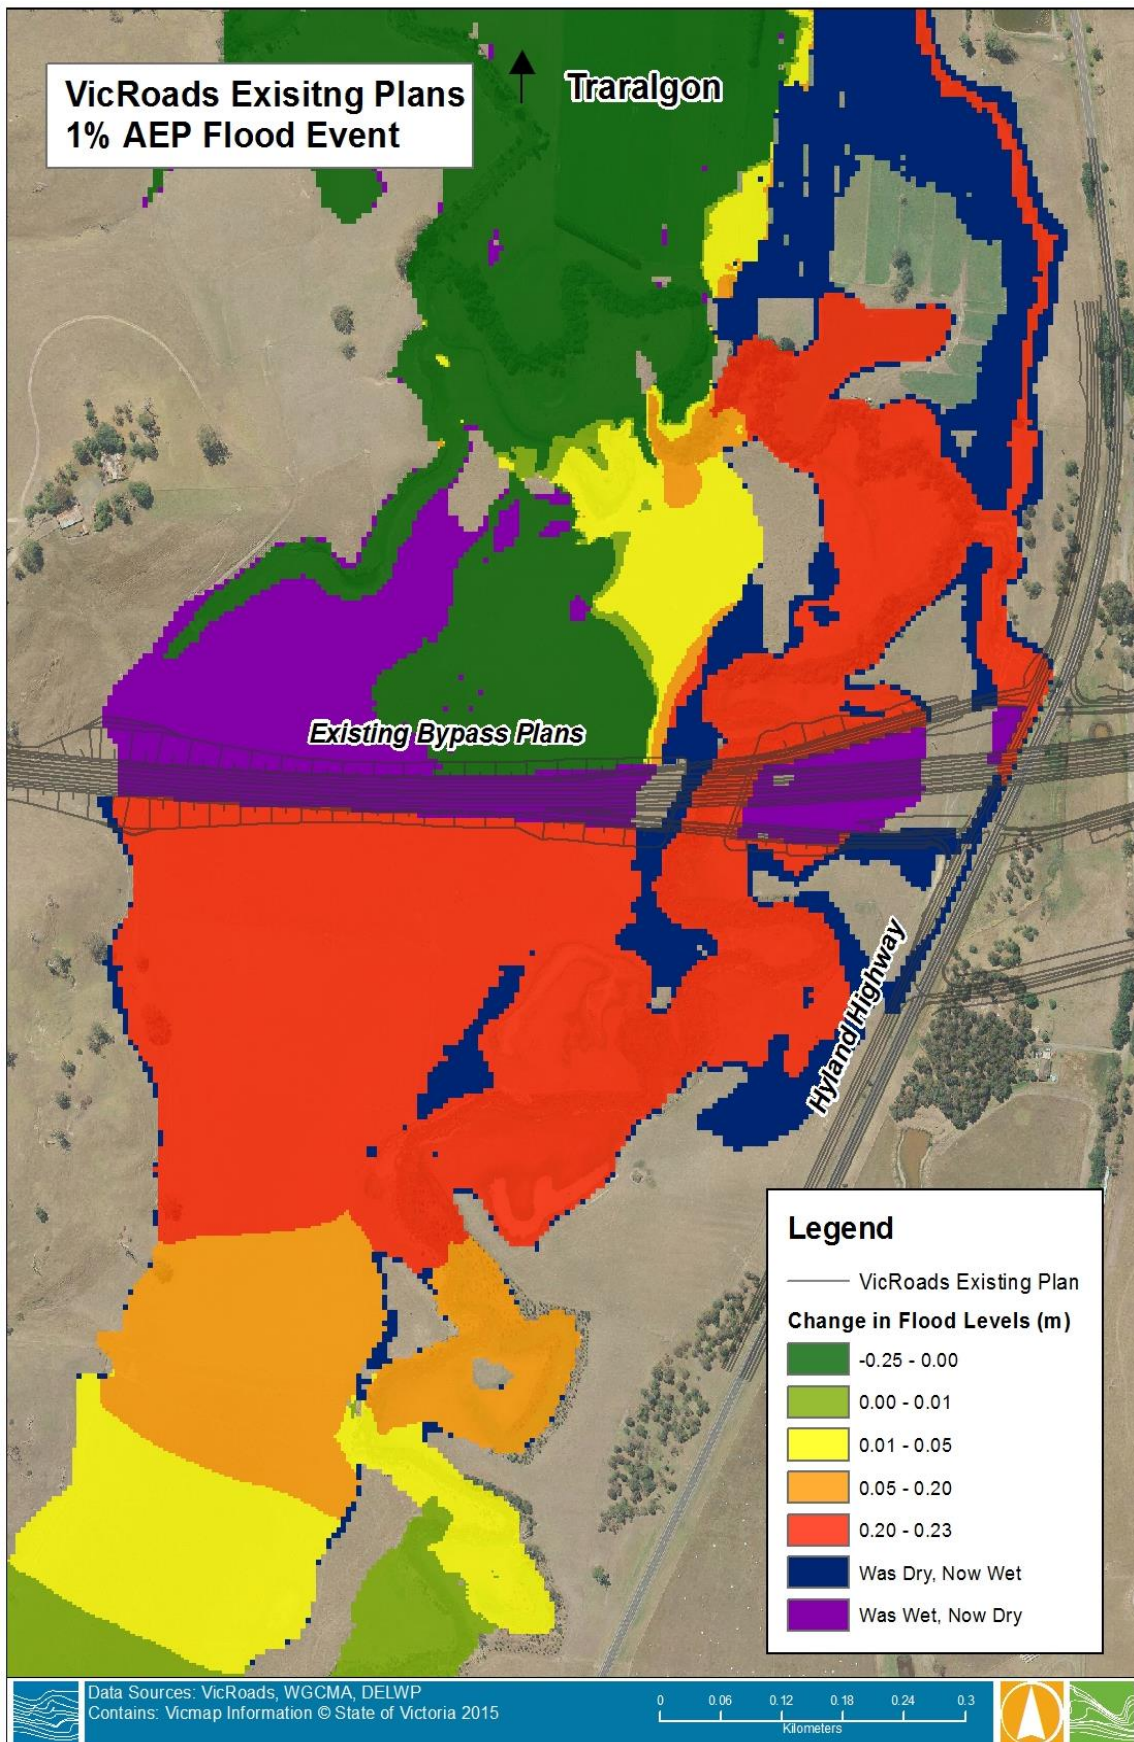 VicRoads Exisitng Plans
1% AEP Flood Event
Traralgon
Existing Bypass Plans
Hyland Highway
Legend
VicRoads Existing Plan
Change in Flood Levels (m)
-0.25 - 0.00
0.00 - 0.01
0.01 - 0.05
0.05 - 0.20
0.20 - 0.23
Was Dry, Now Wet
Was Wet, Now Dry
Data Sources: VicRoads, WGCMA, DELWP
Contains: Vicmap Information © State of Victoria 2015
0 0.06 0.12 0.18 0.24 0.3
Kilometers